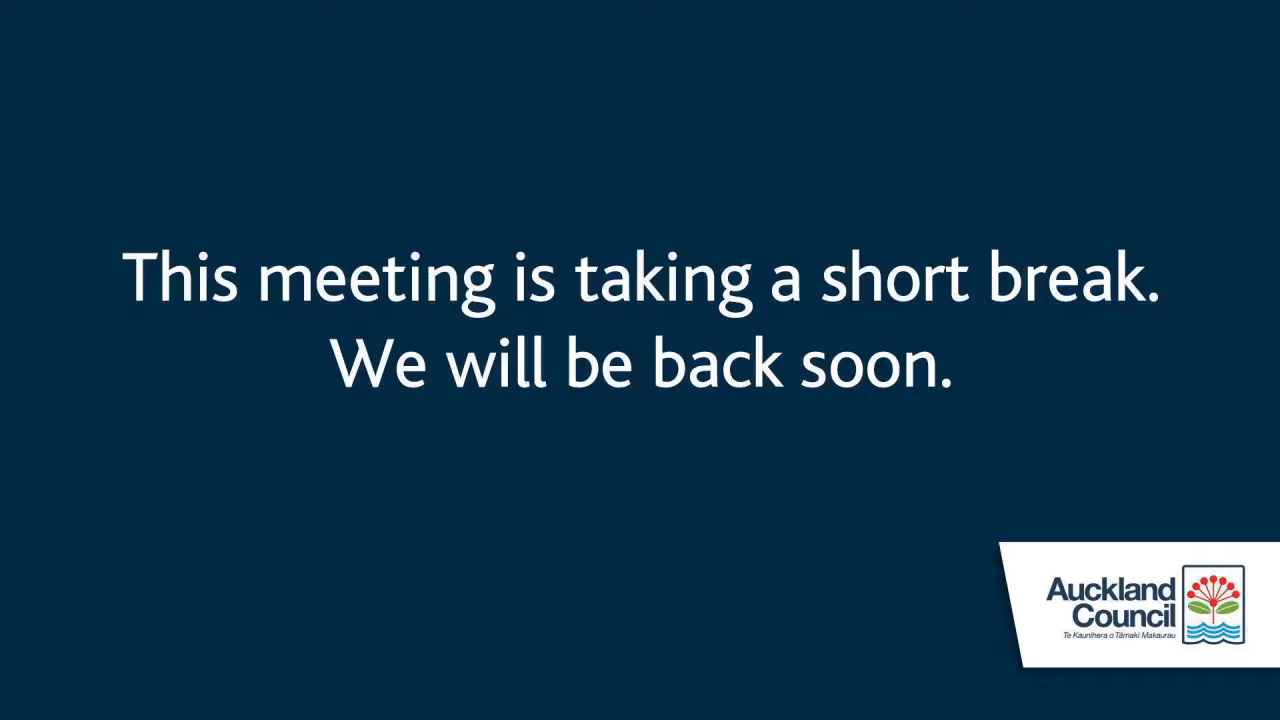 This meeting is taking a short break.
We will be back soon.
Auckland
Council
Te Kaunihera o Tāmaki Makaurau